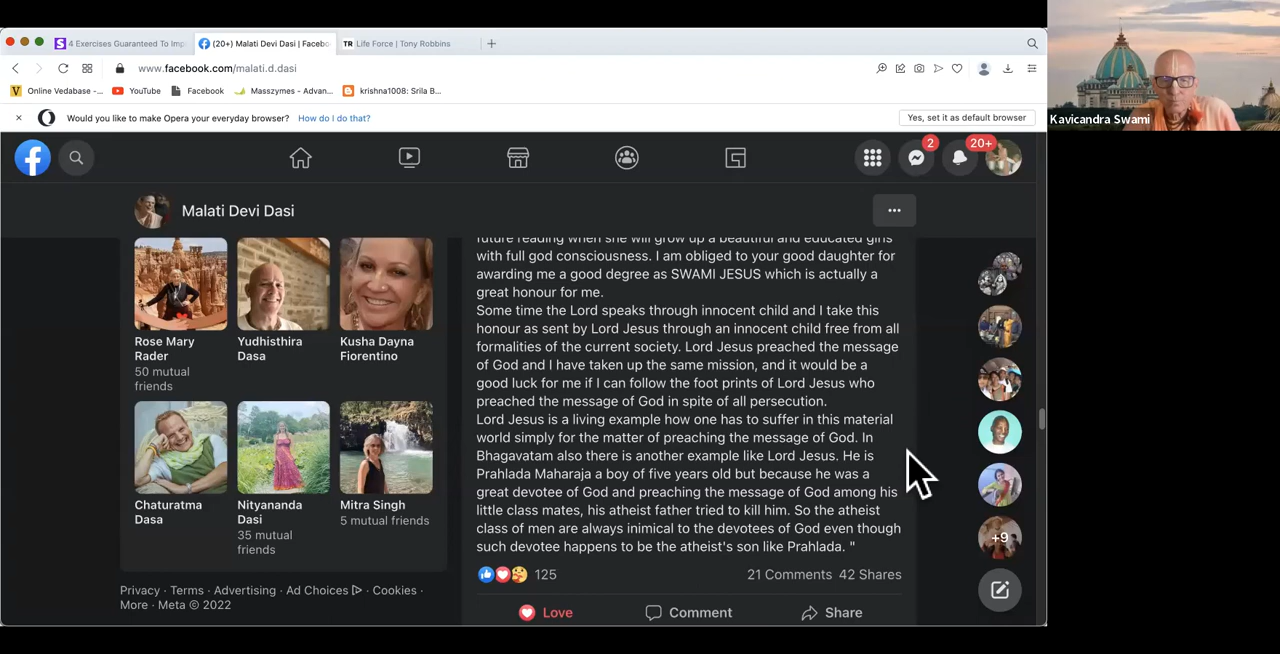 4 Exercises Guaranteed To Imp
(20+) Malati Devi Dasi | Facebo
TR Life Force | Tony Robbins
www.facebook.com/malati.d.dasi
Online Vedabase -...
YouTube
Facebook
Masszymes - Advan...
krishna1008: Srila B...
Would you like to make Opera your everyday browser? How do I do that?
Yes, set it as default browser
Kavicandra Swami
2
20+
Malati Devi Dasi
Rose Mary
Rader
50 mutual
friends
Yudhisthira
Dasa
Kusha Dayna
Fiorentino
Chaturatma
Dasa
Nityananda
Dasi
35 mutual
friends
Mitra Singh
5 mutual friends
Privacy · Terms · Advertising · Ad Choices · Cookies ·
More · Meta © 2022
future reading when she will grow up a beautiful and educated girls
with full god consciousness. I am obliged to your good daughter for
awarding me a good degree as SWAMI JESUS which is actually a
great honour for me.
Some time the Lord speaks through innocent child and I take this
honour as sent by Lord Jesus through an innocent child free from all
formalities of the current society. Lord Jesus preached the message
of God and I have taken up the same mission, and it would be a
good luck for me if I can follow the foot prints of Lord Jesus who
preached the message of God in spite of all persecution.
Lord Jesus is a living example how one has to suffer in this material
world simply for the matter of preaching the message of God. In
Bhagavatam also there is another example like Lord Jesus. He is
Prahlada Maharaja a boy of five years old but because he was a
great devotee of God and preaching the message of God among his
little class mates, his atheist father tried to kill him. So the atheist
class of men are always inimical to the devotees of God even though
such devotee happens to be the atheist's son like Prahlada. "
125
21 Comments 42 Shares
Love
Comment
Share
+9